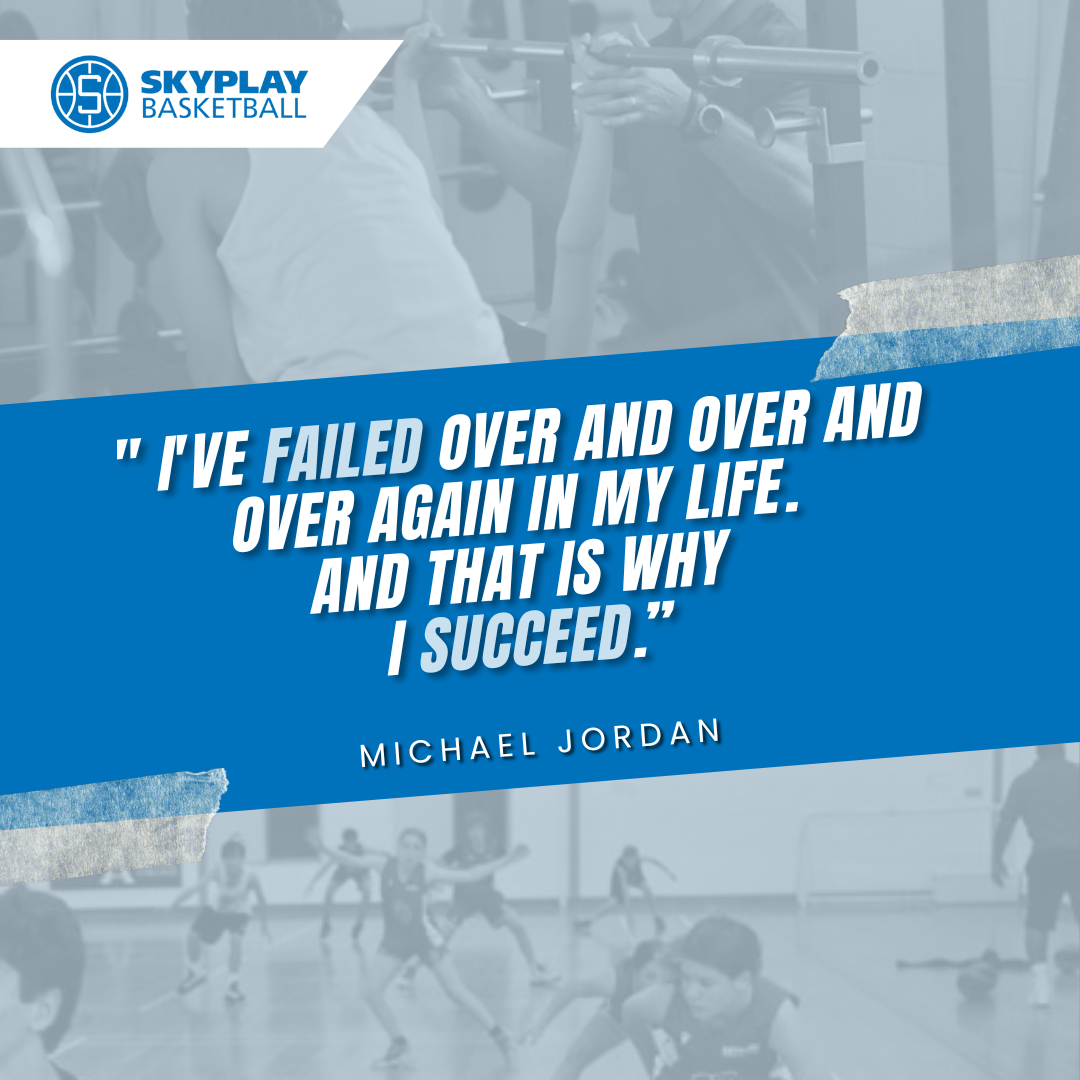 SKYPLAY
BASKETBALL
" I'VE FAILED OVER AND OVER AND
OVER AGAIN IN MY LIFE.
AND THAT IS WHY
I SUCCEED.”
MICHAEL JORDAN